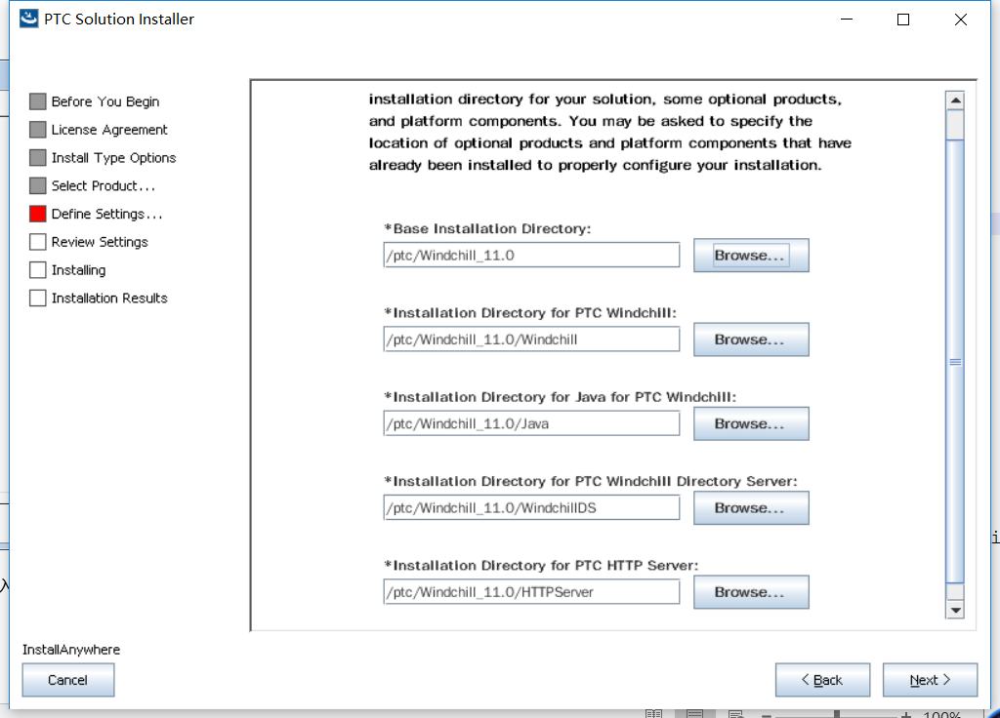 PTC Solution Installer
Before You Begin
License Agreement
Install Type Options
Select Product...
Define Settings...
Review Settings
Installing
Installation Results
installation directory for your solution, some optional products,
and platform components. You may be asked to specify the
location of optional products and platform components that have
already been installed to properly configure your installation.
*Base Installation Directory:
/ptc/Windchill_11.0
Browse...
*Installation Directory for PTC Windchill:
/ptc/Windchill_11.0/Windchill
Browse...
*Installation Directory for Java for PTC Windchill:
/ptc/Windchill_11.0/Java
Browse...
*Installation Directory for PTC Windchill Directory Server:
/ptc/Windchill_11.0/WindchillDS
Browse...
*Installation Directory for PTC HTTP Server:
/ptc/Windchill_11.0/HTTPServer
Browse...
InstallAnywhere
Cancel
< Back
Next >
100%